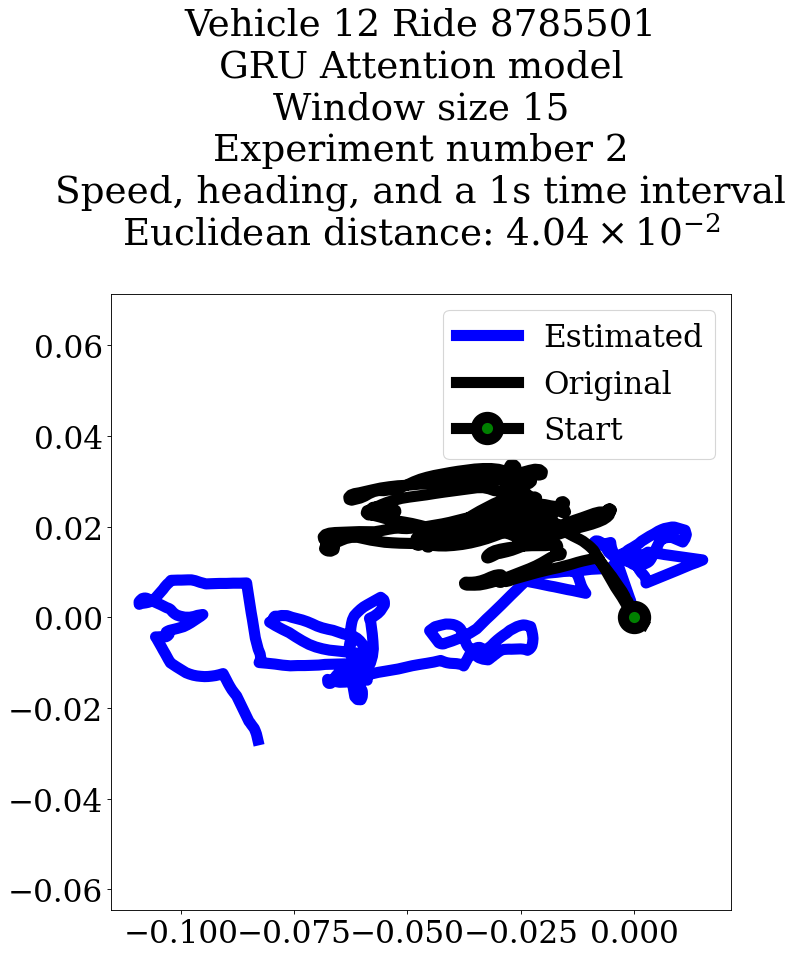 Vehicle 12 Ride 8785501
GRU Attention model
Window size 15
Experiment number 2
Speed, heading, and a 1s time interval
Euclidean distance: 4.04 × 10⁻²
Estimated
Original
Start
0.06
0.04
0.02
0.00
−0.02
−0.04
−0.06
−0.100 −0.075 −0.050 −0.025 0.000